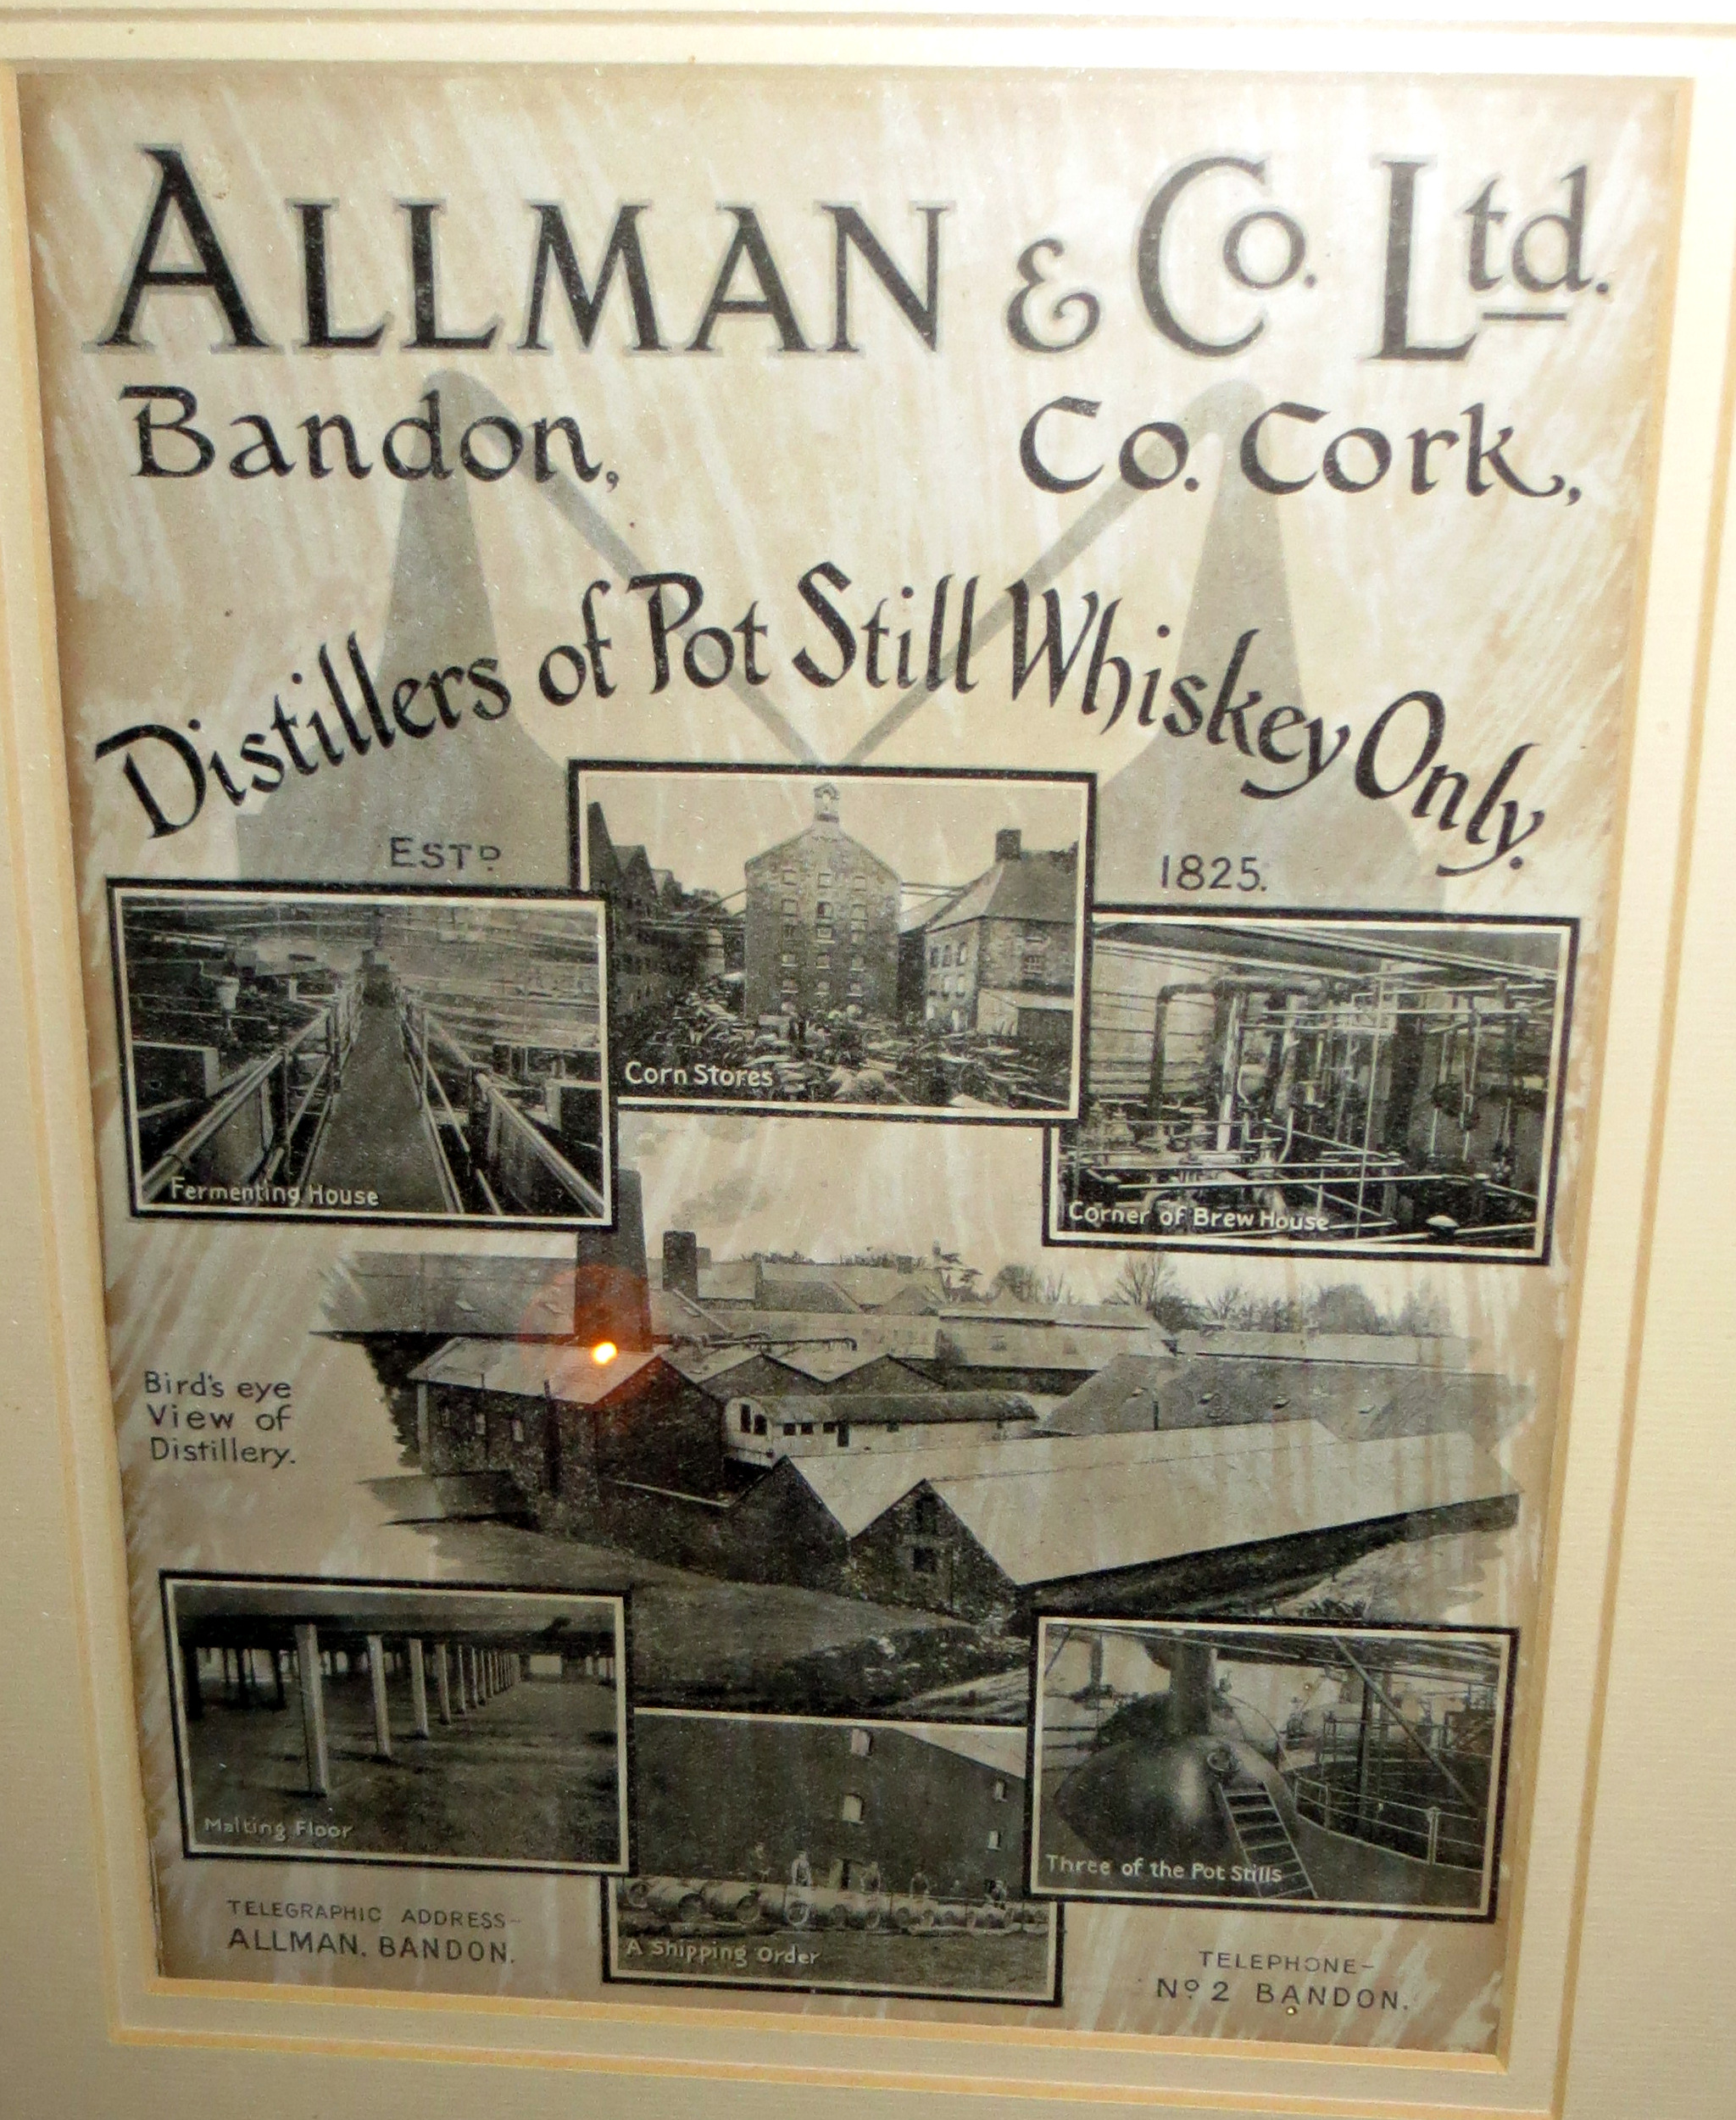 ALLMAN & Co. Ltd.
Bandon, Co. Cork,
Distillers of Pot Still Whiskey Only.
ESTD 1825.
Corn Stores
Fermenting House
Corner of Brew House
Bird's eye
View of
Distillery.
Malting Floor
Three of the Pot Stills
A Shipping Order
TELEGRAPHIC ADDRESS-
ALLMAN. BANDON.
TELEPHONE-
No. 2 BANDON.